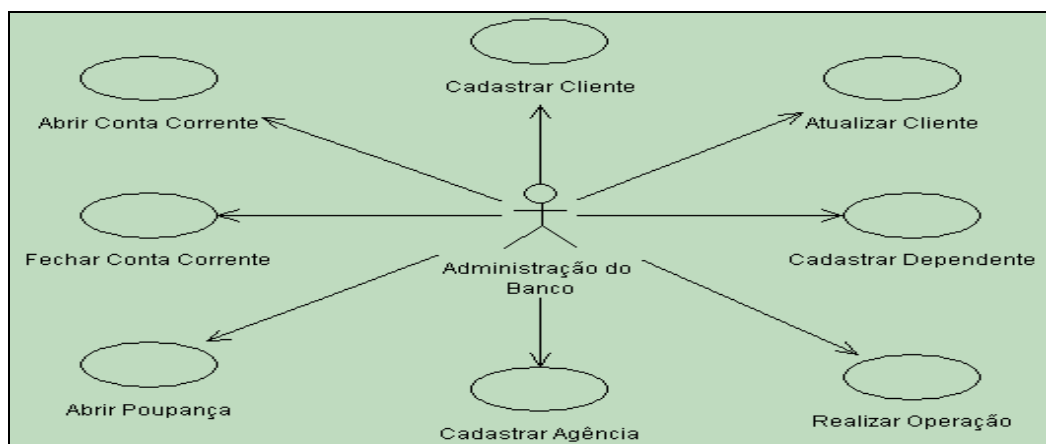 Cadastrar Cliente
Abrir Conta Corrente
Atualizar Cliente
Fechar Conta Corrente
Administração do
Banco
Cadastrar Dependente
Abrir Poupança
Cadastrar Agência
Realizar Operação